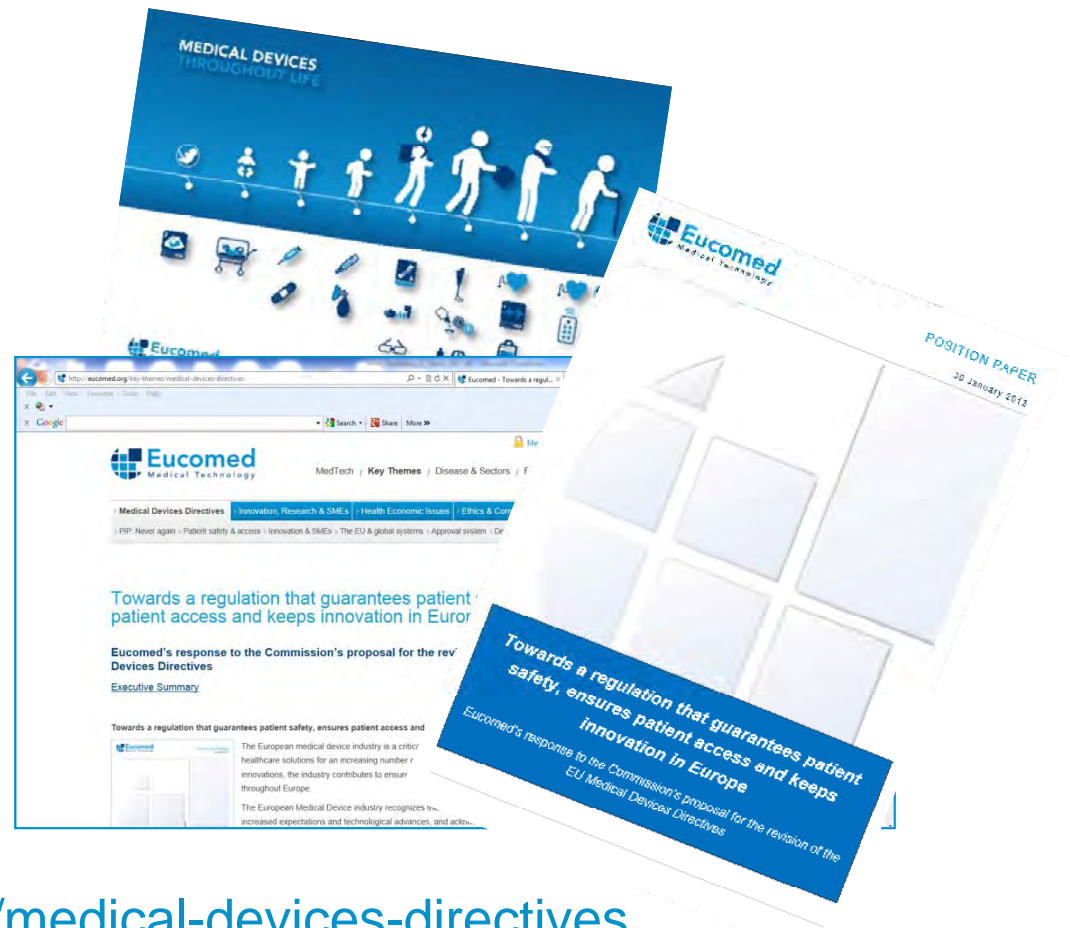 MEDICAL DEVICES
THROUGHOUT LIFE
Eucomed
Eucomed
Medical Technology
POSITION PAPER
30 January 2013
Towards a regulation that guarantees patient
safety, ensures patient access and keeps
innovation in Europe
Eucomed's response to the Commission's proposal for the revision of the
EU Medical Devices Directives
http://eucomed.org/key-themes/medical-devices-directives
Eucomed - Towards a regul...
File Edit View Favorites Tools Help
x
x Google
Search Share More »
Me
Eucomed
Medical Technology
MedTech / Key Themes / Disease & Sectors /
Medical Devices Directives › Innovation, Research & SMEs › Health Economic Issues › Ethics & Com
› PIP: Never again › Patient safety & access › Innovation & SMEs › The EU & global systems › Approval system › De
Towards a regulation that guarantees patient
patient access and keeps innovation in Euro
Eucomed's response to the Commission's proposal for the rev
Devices Directives
Executive Summary
Towards a regulation that guarantees patient safety, ensures patient access and
Eucomed
The European medical device industry is a critic
healthcare solutions for an increasing number
innovations, the industry contributes to ensur
throughout Europe.
The European Medical Device industry recognizes
increased expectations and technological advances, and
/medical-devices-directives